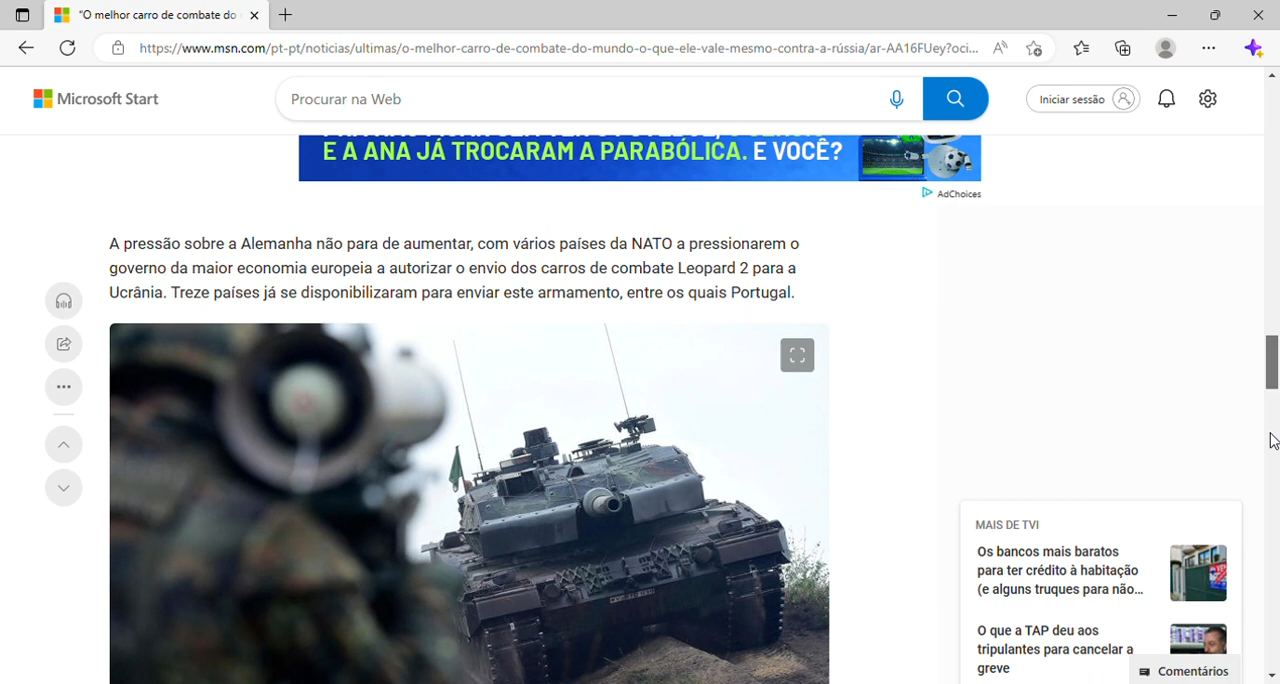 "O melhor carro de combate do
https://www.msn.com/pt-pt/noticias/ultimas/o-melhor-carro-de-combate-do-mundo-o-que-ele-vale-mesmo-contra-a-rússia/ar-AA16FUey?oci...
Microsoft Start
Procurar na Web
Iniciar sessão
E A ANA JÁ TROCARAM A PARABÓLICA. E VOCÊ?
AdChoices
A pressão sobre a Alemanha não para de aumentar, com vários países da NATO a pressionarem o
governo da maior economia europeia a autorizar o envio dos carros de combate Leopard 2 para a
Ucrânia. Treze países já se disponibilizaram para enviar este armamento, entre os quais Portugal.
MAIS DE TVI
Os bancos mais baratos
para ter crédito à habitação
(e alguns truques para não...
O que a TAP deu aos
tripulantes para cancelar a
greve
Comentários